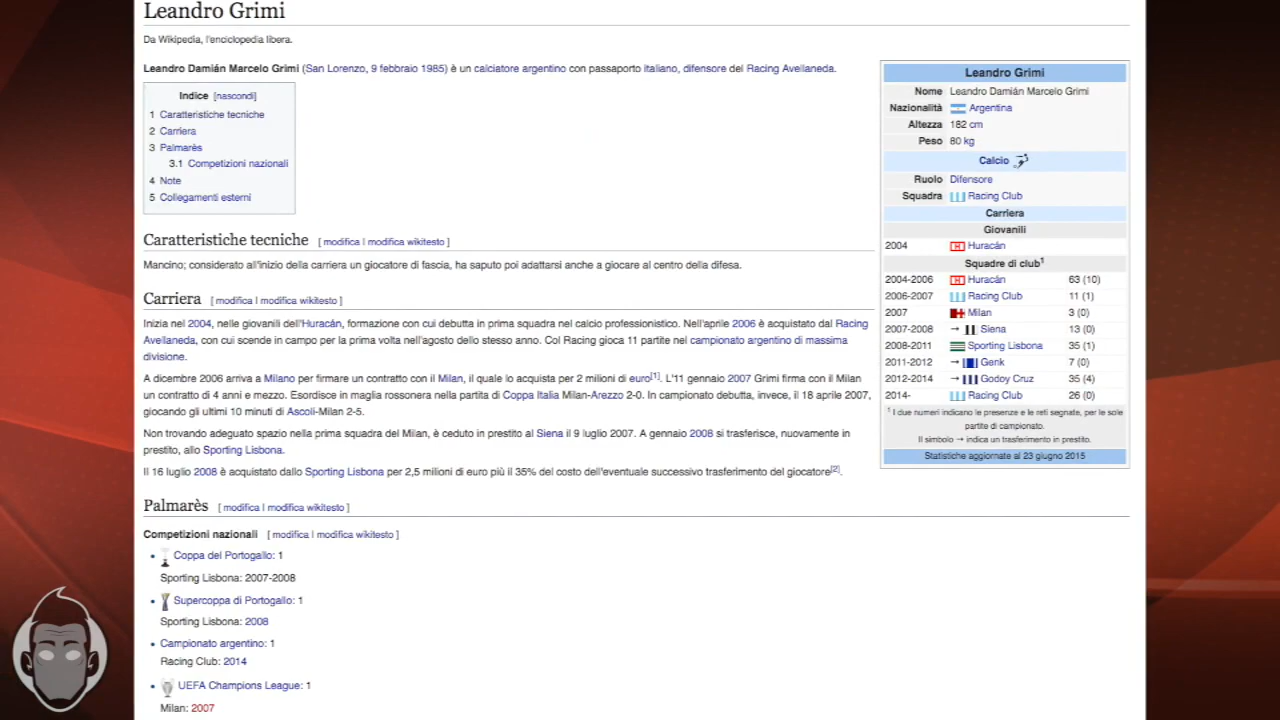 Leandro Grimi
Da Wikipedia, l'enciclopedia libera.
Leandro Damián Marcelo Grimi (San Lorenzo, 9 febbraio 1985) è un calciatore argentino con passaporto italiano, difensore del Racing Avellaneda.
Indice [nascondi]
1 Caratteristiche tecniche
2 Carriera
3 Palmarès
3.1 Competizioni nazionali
4 Note
5 Collegamenti esterni
Caratteristiche tecniche [ modifica | modifica wikitesto ]
Mancino; considerato all'inizio della carriera un giocatore di fascia, ha saputo poi adattarsi anche a giocare al centro della difesa.
Carriera [ modifica | modifica wikitesto ]
Inizia nel 2004, nelle giovanili dell'Huracán, formazione con cui debutta in prima squadra nel calcio professionistico. Nell'aprile 2006 è acquistato dal Racing
Avellaneda, con cui scende in campo per la prima volta nell'agosto dello stesso anno. Col Racing gioca 11 partite nel campionato argentino di massima
divisione.
A dicembre 2006 arriva a Milano per firmare un contratto con il Milan, il quale lo acquista per 2 milioni di euro[1]. L'11 gennaio 2007 Grimi firma con il Milan
un contratto di 4 anni e mezzo. Esordisce in maglia rossonera nella partita di Coppa Italia Milan-Arezzo 2-0. In campionato debutta, invece, il 18 aprile 2007,
giocando gli ultimi 10 minuti di Ascoli-Milan 2-5.
Non trovando adeguato spazio nella prima squadra del Milan, è ceduto in prestito al Siena il 9 luglio 2007. A gennaio 2008 si trasferisce, nuovamente in
prestito, allo Sporting Lisbona.
Il 16 luglio 2008 è acquistato dallo Sporting Lisbona per 2,5 milioni di euro più il 35% del costo dell'eventuale successivo trasferimento del giocatore[2].
Palmarès [ modifica | modifica wikitesto ]
Competizioni nazionali [ modifica | modifica wikitesto ]
• Coppa del Portogallo: 1
Sporting Lisbona: 2007-2008
• Supercoppa di Portogallo: 1
Sporting Lisbona: 2008
• Campionato argentino: 1
Racing Club: 2014
• UEFA Champions League: 1
Milan: 2007
Leandro Grimi
Nome Leandro Damián Marcelo Grimi
Nazionalità Argentina
Altezza 182 cm
Peso 80 kg
Calcio
Ruolo Difensore
Squadra Racing Club
Carriera
Giovanili
2004 Huracán
Squadre di club1
2004-2006 Huracán 63 (10)
2006-2007 Racing Club 11 (1)
2007 Milan 3 (0)
2007-2008 → Siena 13 (0)
2008-2011 Sporting Lisbona 35 (1)
2011-2012 → Genk 7 (0)
2012-2014 → Godoy Cruz 35 (4)
2014- Racing Club 26 (0)
1 I due numeri indicano le presenze e le reti segnate, per le sole
partite di campionato.
Il simbolo → indica un trasferimento in prestito.
Statistiche aggiornate al 23 giugno 2015